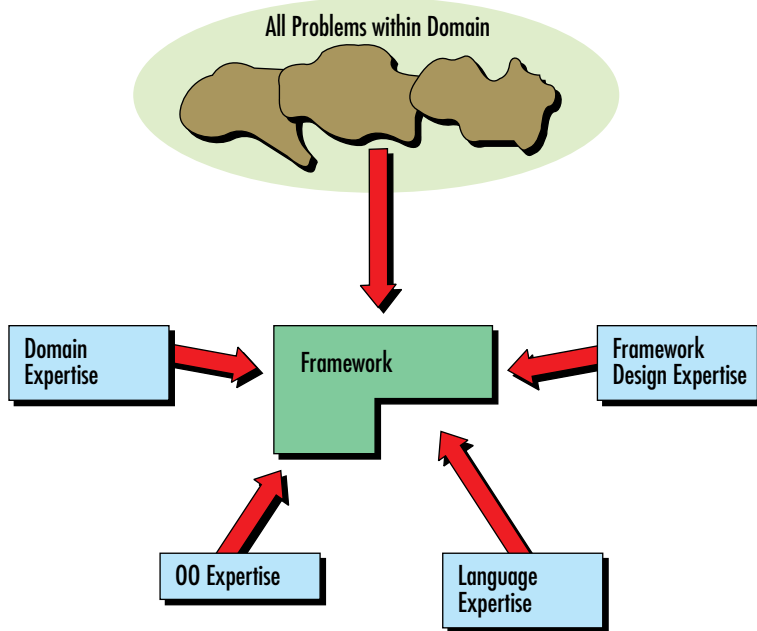 All Problems within Domain
Domain
Expertise
Framework
Framework
Design Expertise
OO Expertise
Language
Expertise